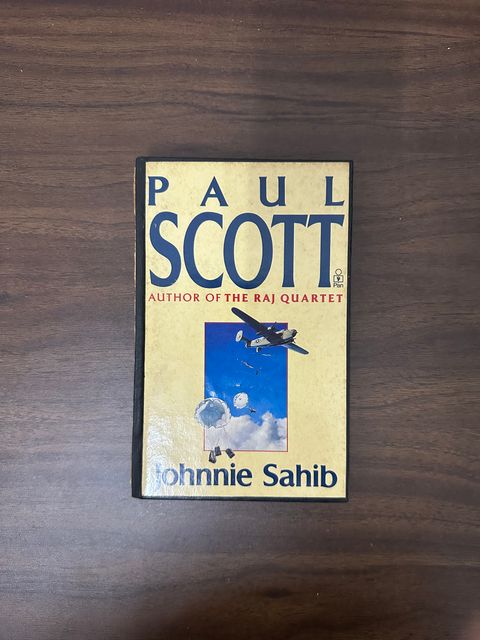 PAUL
SCOTT
Pan
AUTHOR OF THE RAJ QUARTET
Johnnie Sahib